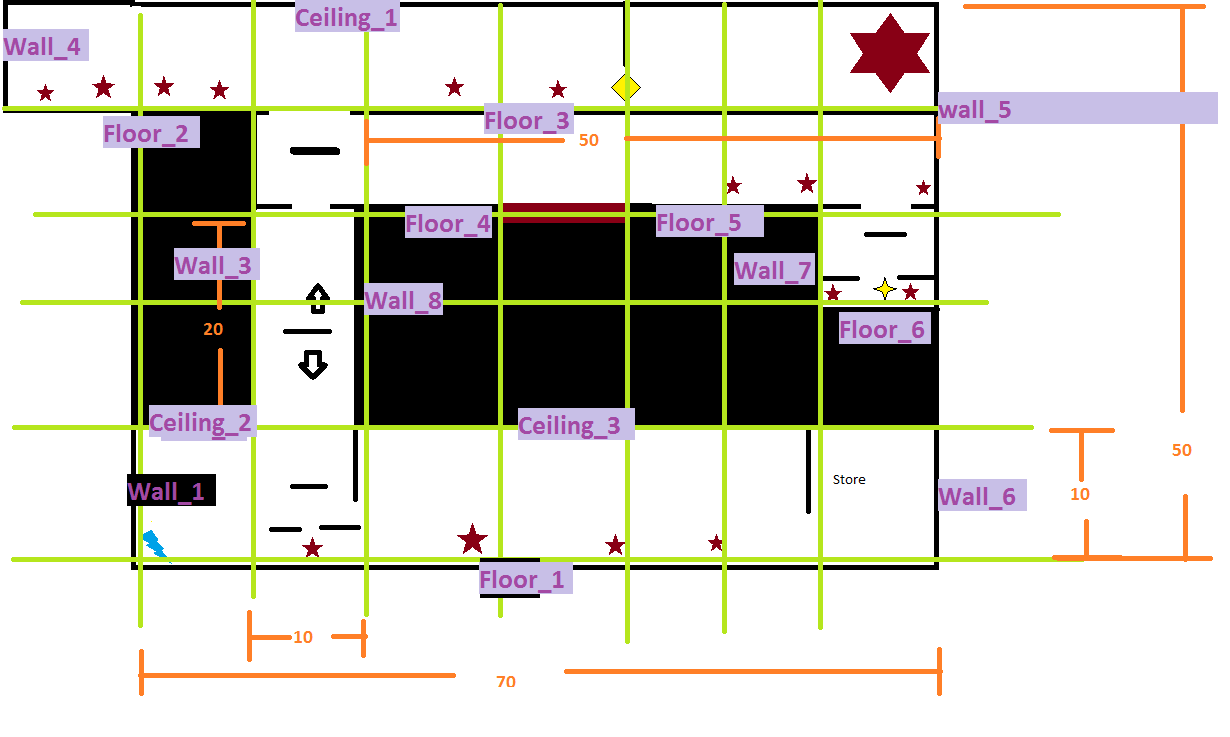 Ceiling_1
Wall_4
wall_5
Floor_3
Floor_2
50
Floor_4
Floor_5
Wall_3
Wall_7
Wall_8
20
Floor_6
Ceiling_2
Ceiling_3
50
Store
Wall_1
10
Wall_6
Floor_1
10
70